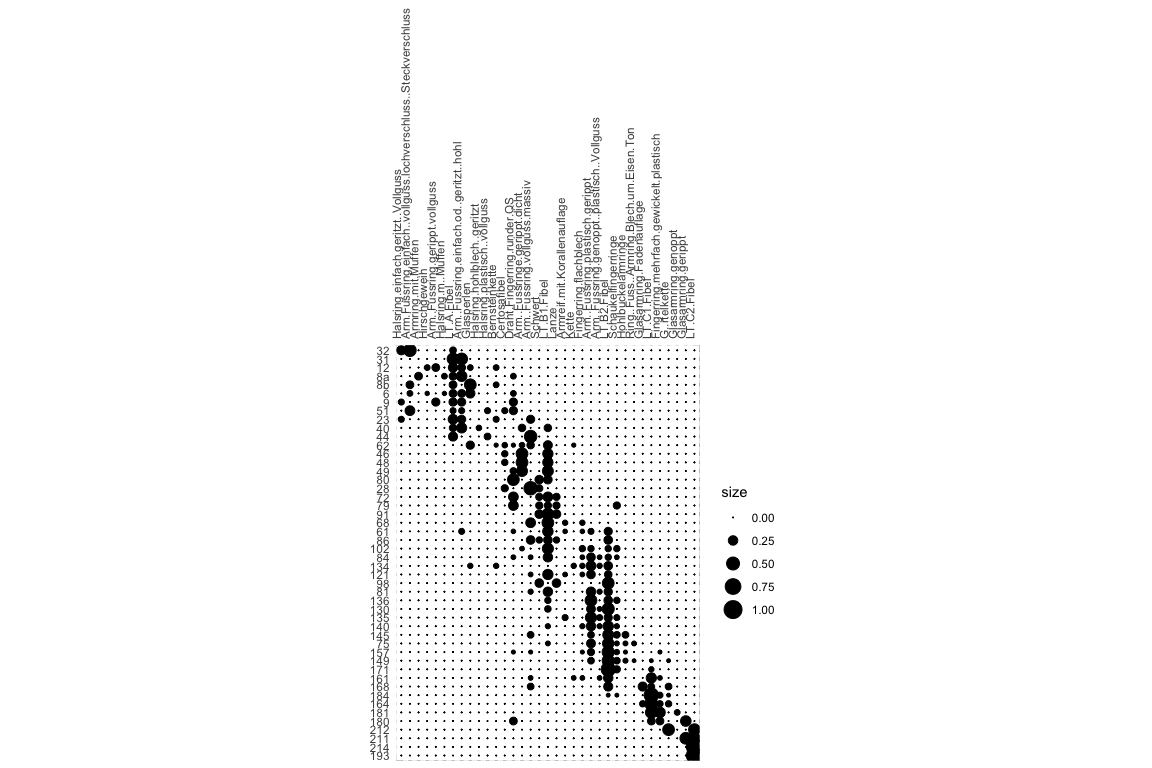 Halsring.einfach.geritzt..Vollguss
Arm.Fussring.einfach..vollguss.lochverschluss..Steckverschluss
Armring.mit.Muffen
Hirschgeweih
Arm..Fussring.gerippt.vollguss
Halsring.m..Muffen
LT.A.Fibel
Arm..Fussring.einfach.od..geritzt..hohl
Glasperlen
Halsring.hohlblech..geritzt
Halsring.plastisch..vollguss
Bernsteinkette
Certosafibel
Draht.Fingerring.runder.QS
Arm..Fussringe.gerippt.dicht
Arm..Fussring.vollguss.massiv
Schwert
LT.B1.Fibel
Lanze
Armreif.mit.Korallenauflage
Kette
Fingerring.flachblech
Arm..Fussring.plastisch.gerippt
Arm..Fussring.genoppt..plastisch..Vollguss
LT.B2.Fibel
Schaukelfingerringe
Hohlbuckelarmringe
Ring..Fuss..Armring.Blech.um.Eisen.Ton
Glasarmring.Fadenauflage
LT.C1.Fibel
Fingerring.mehrfach.gewickelt.plastisch
Glasarmring.genoppt
Glasarmring.geripppt
LT.C2.Fibel
32
31
12
8a
8b
6
9
51
23
40
44
62
46
48
49
80
28
72
79
91
68
61
86
102
84
134
121
98
81
136
130
135
140
145
75
157
149
171
161
168
184
164
181
180
212
211
214
193
size
0.00
0.25
0.50
0.75
1.00